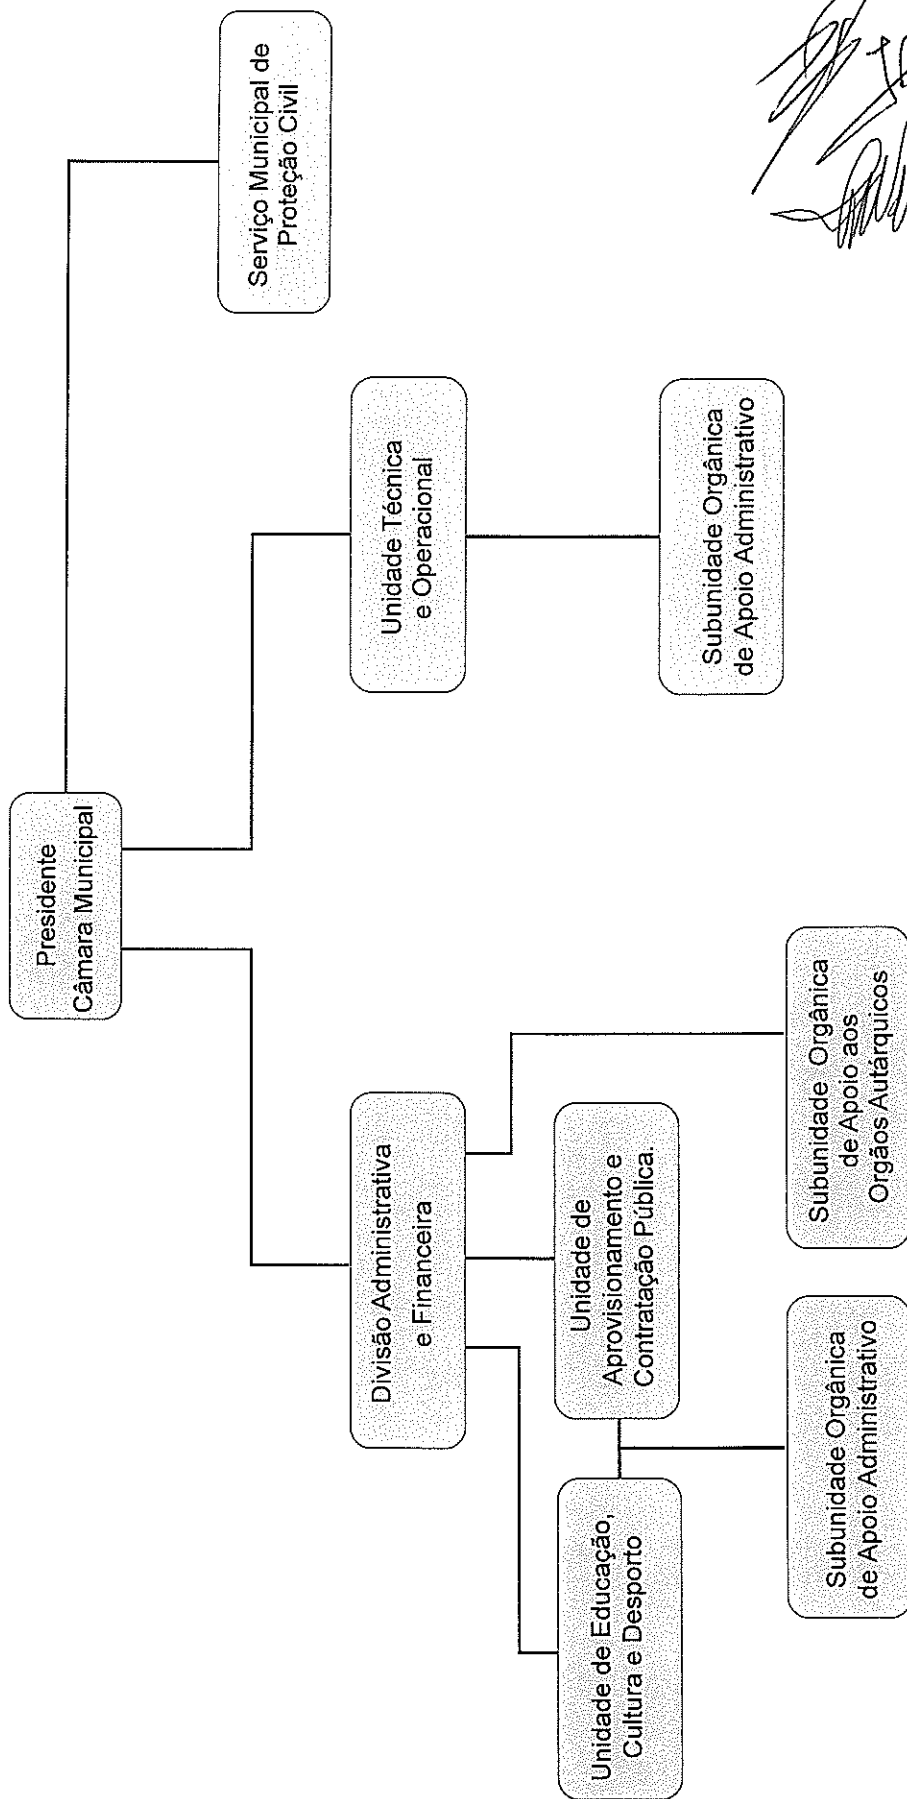 Presidente
Câmara Municipal
Serviço Municipal de
Proteção Civil
Divisão Administrativa
e Financeira
Unidade Técnica
e Operacional
Unidade de Educação,
Cultura e Desporto
Unidade de
Aprovisionamento e
Contratação Pública.
Subunidade Orgânica
de Apoio Administrativo
Subunidade Orgânica
de Apoio Administrativo
Subunidade Orgânica
de Apoio aos
Orgãos Autárquicos